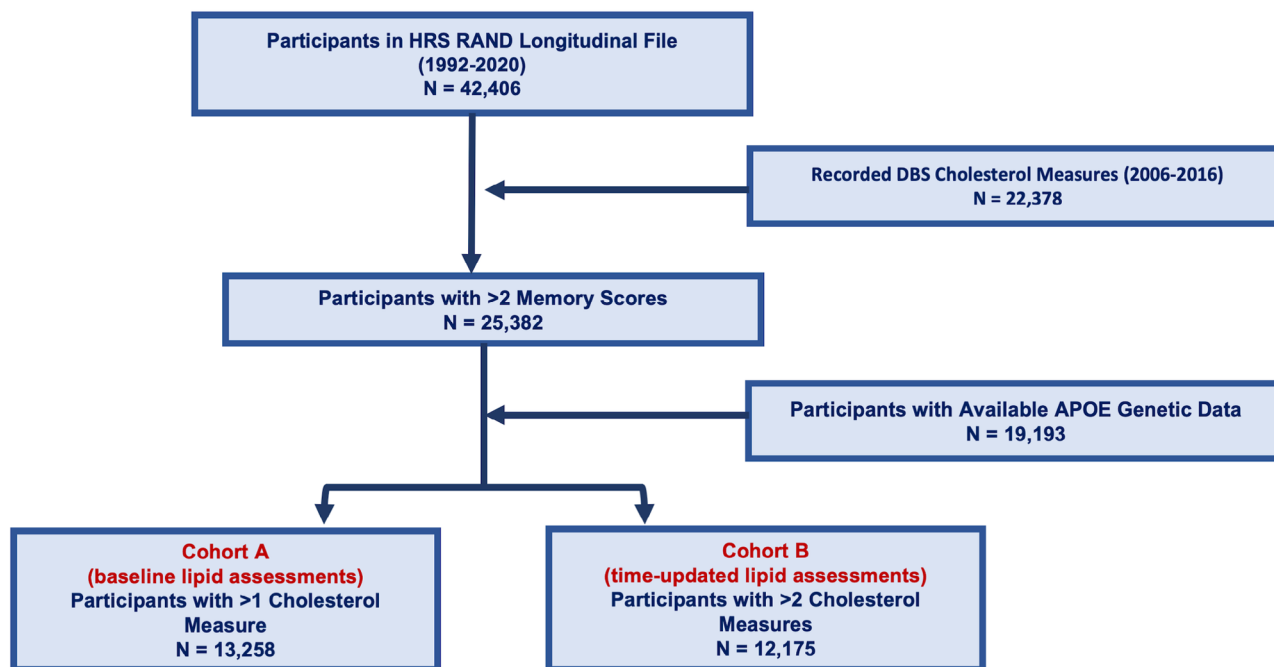 Participants in HRS RAND Longitudinal File
(1992-2020)
N = 42,406
Recorded DBS Cholesterol Measures (2006-2016)
N = 22,378
Participants with >2 Memory Scores
N = 25,382
Participants with Available APOE Genetic Data
N = 19,193
Cohort A
(baseline lipid assessments)
Participants with >1 Cholesterol
Measure
N = 13,258
Cohort B
(time-updated lipid assessments)
Participants with >2 Cholesterol
Measures
N = 12,175